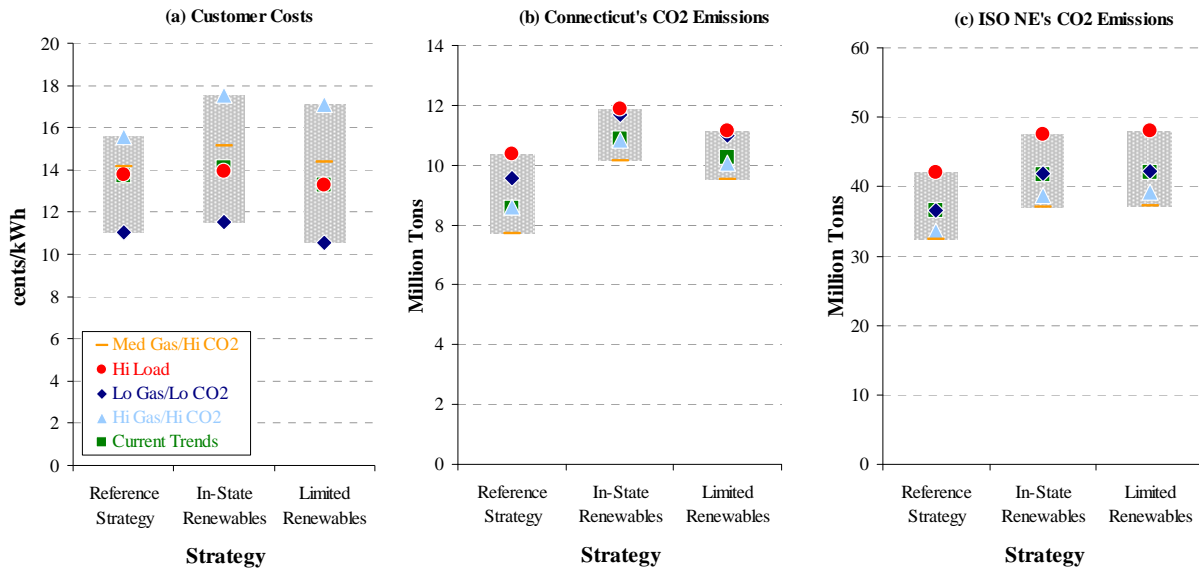 (a) Customer Costs
20
18
16
14
12
10
8
6
4
2
0
cents/kWh
Med Gas/Hi CO2
Hi Load
Lo Gas/Lo CO2
Hi Gas/Hi CO2
Current Trends
Reference Strategy
In-State Renewables
Limited Renewables
Strategy
(b) Connecticut's CO2 Emissions
14
12
10
8
6
4
2
0
Million Tons
Reference Strategy
In-State Renewables
Limited Renewables
Strategy
(c) ISO NE's CO2 Emissions
60
50
40
30
20
10
0
Million Tons
Reference Strategy
In-State Renewables
Limited Renewables
Strategy